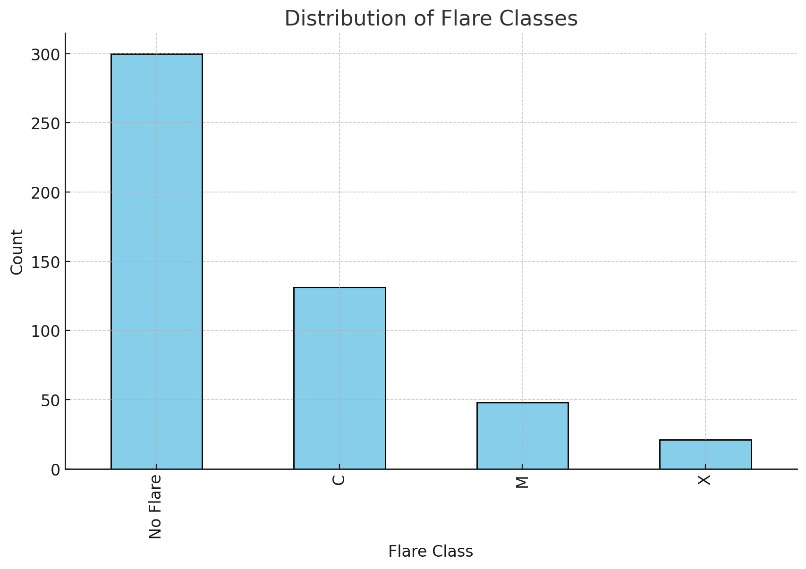 Distribution of Flare Classes
300
250
200
150
100
50
0
Count
No Flare
C
M
X
Flare Class